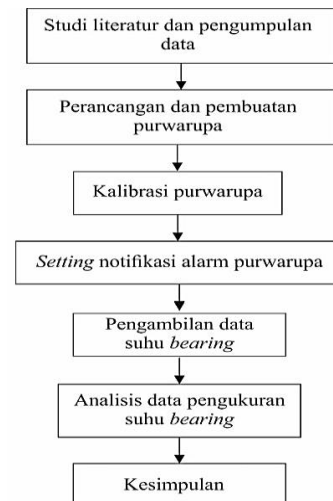 Studi literatur dan pengumpulan
data
Perancangan dan pembuatan
purwarupa
Kalibrasi purwarupa
Setting notifikasi alarm purwarupa
Pengambilan data
suhu bearing
Analisis data pengukuran
suhu bearing
Kesimpulan